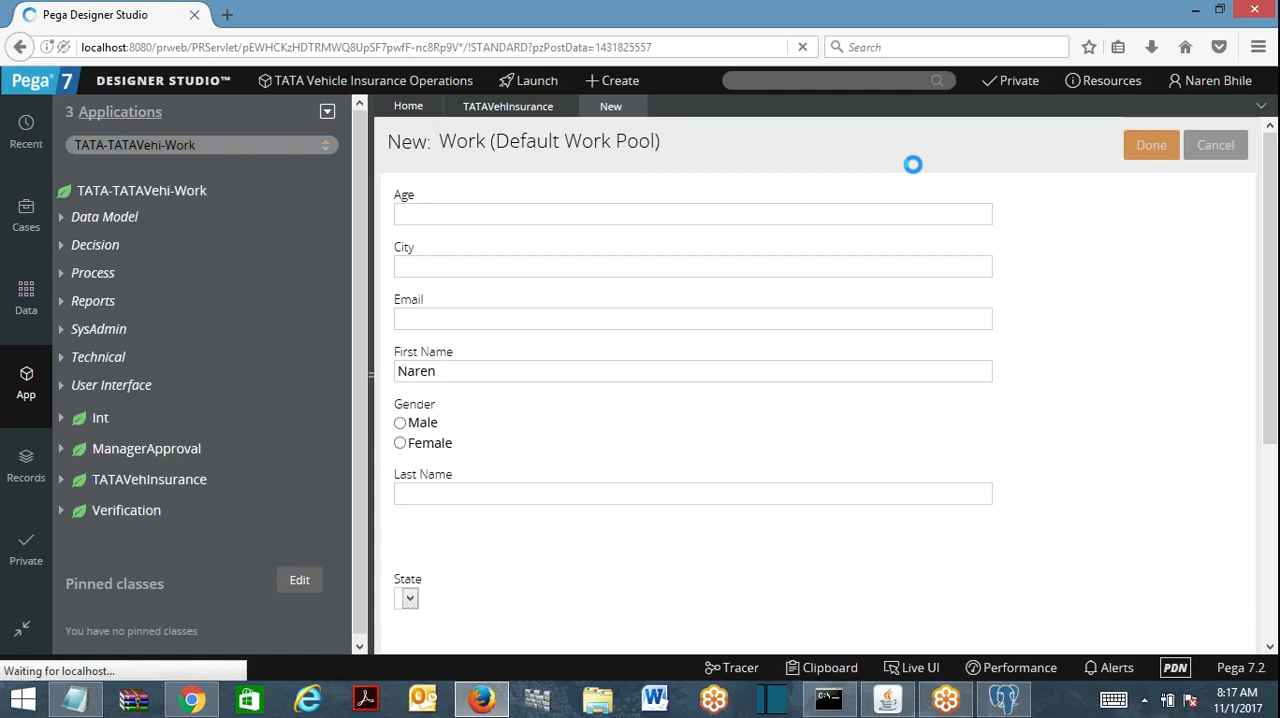 Pega Designer Studio
localhost:8080/prweb/PRServlet/pEWHCKzHDTRMWQ8UpSF7pwfF-nc8Rp9V*/!STANDARD?pzPostData=1431825557
Search
Pega 7 DESIGNER STUDIO™ TATA Vehicle Insurance Operations Launch Create Private Resources Naren Bhile
3 Applications
TATA-TATAVehi-Work
TATA-TATAVehi-Work
Data Model
Decision
Process
Reports
SysAdmin
Technical
User Interface
Int
ManagerApproval
TATAVehInsurance
Verification
Pinned classes
Edit
You have no pinned classes
Recent
Cases
Data
App
Records
Private
Home TATAVehInsurance New
New: Work (Default Work Pool)
Done Cancel
Age
City
Email
First Name
Naren
Gender
Male
Female
Last Name
State
Waiting for localhost...
Tracer Clipboard Live UI Performance Alerts PDN Pega 7.2
8:17 AM
11/1/2017